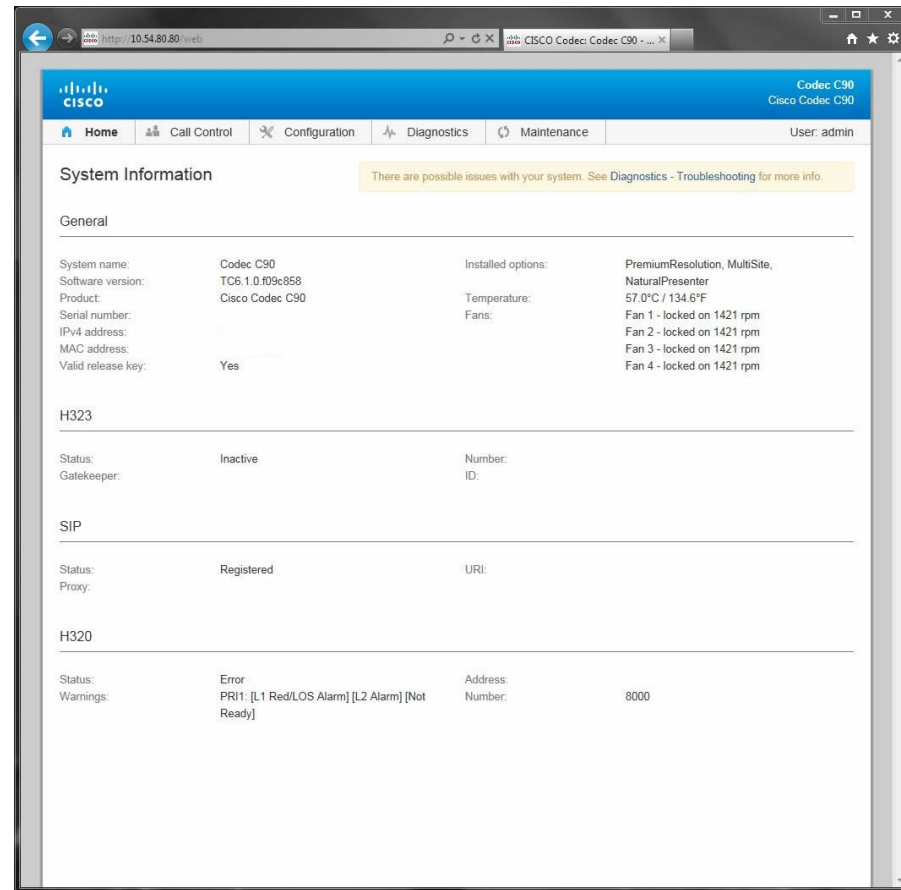 http://10.54.80.80/web
CISCO Codec: Codec C90 - ...
CISCO
Codec C90
Cisco Codec C90
Home Call Control Configuration Diagnostics Maintenance User: admin
System Information
There are possible issues with your system. See Diagnostics - Troubleshooting for more info.
General
System name: Codec C90
Software version: TC6.1.0.f09c858
Product: Cisco Codec C90
Serial number:
IPv4 address:
MAC address:
Valid release key: Yes
Installed options: PremiumResolution, MultiSite,
NaturalPresenter
Temperature: 57.0°C / 134.6°F
Fans: Fan 1 - locked on 1421 rpm
Fan 2 - locked on 1421 rpm
Fan 3 - locked on 1421 rpm
Fan 4 - locked on 1421 rpm
H323
Status: Inactive
Gatekeeper:
Number:
ID:
SIP
Status: Registered
Proxy:
URI:
H320
Status: Error
Warnings: PRI1: [L1 Red/LOS Alarm] [L2 Alarm] [Not
Ready]
Address:
Number: 8000